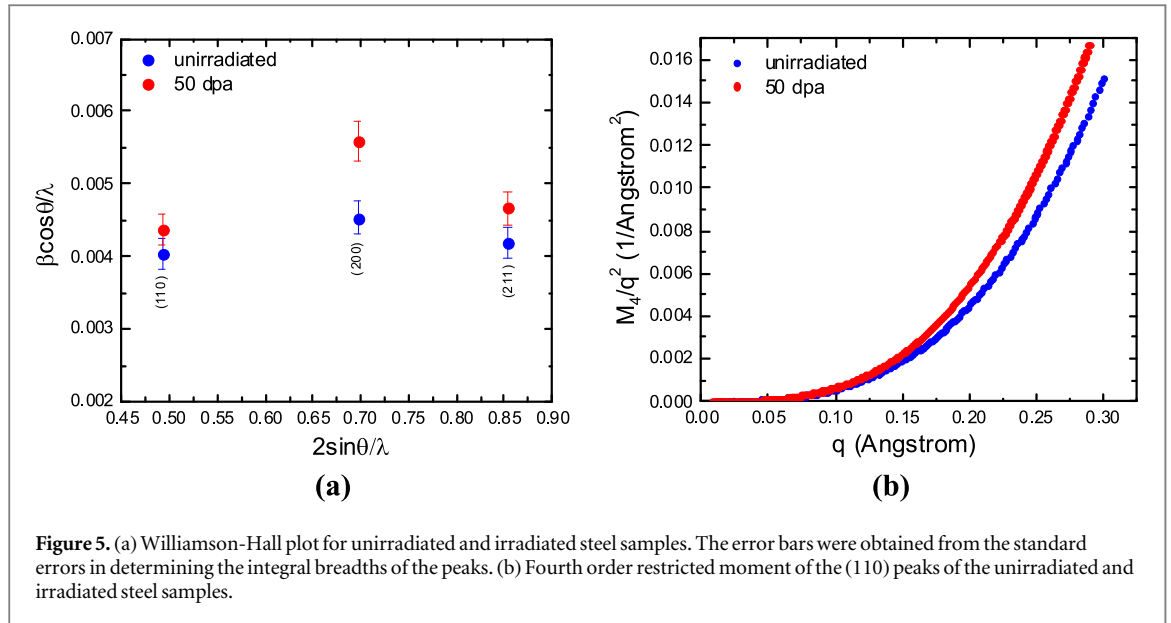 0.007
0.006
0.005
0.004
0.003
0.002
βcosθ/λ
unirradiated
50 dpa
(110)
(200)
(211)
0.45 0.50 0.55 0.60 0.65 0.70 0.75 0.80 0.85 0.90
2sinθ/λ
(a)
0.016
0.014
0.012
0.010
0.008
0.006
0.004
0.002
0.000
M₄/q² (1/Angstrom²)
unirradiated
50 dpa
0.00 0.05 0.10 0.15 0.20 0.25 0.30
q (Angstrom)
(b)
Figure 5. (a) Williamson-Hall plot for unirradiated and irradiated steel samples. The error bars were obtained from the standard
errors in determining the integral breadths of the peaks. (b) Fourth order restricted moment of the (110) peaks of the unirradiated and
irradiated steel samples.